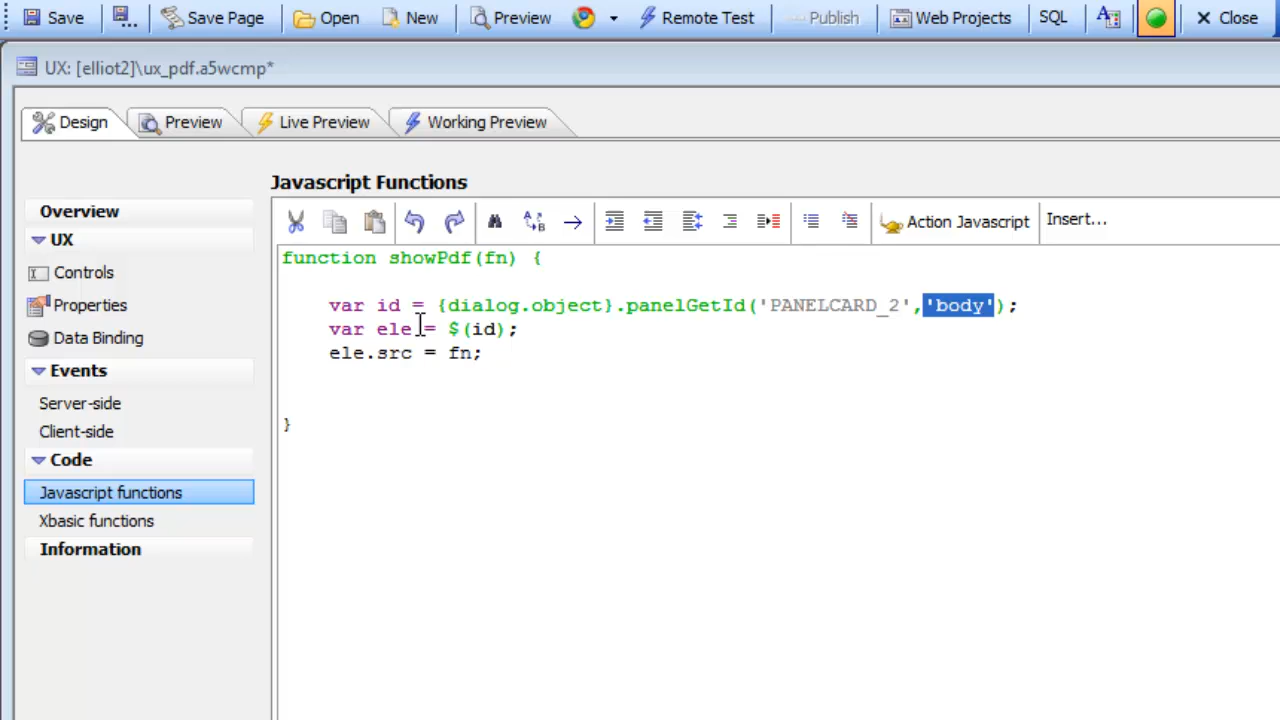 Save ... Save Page Open New Preview Remote Test Publish Web Projects SQL A Close
UX: [elliot2]\ux_pdf.a5wcmp*
Design Preview Live Preview Working Preview
Javascript Functions
Overview
UX
Controls
Properties
Data Binding
Events
Server-side
Client-side
Code
Javascript functions
Xbasic functions
Information
A B Action Javascript Insert...
function showPdf(fn) {
var id = {dialog.object}.panelGetId('PANELCARD_2','body');
var ele = $(id);
ele.src = fn;
}